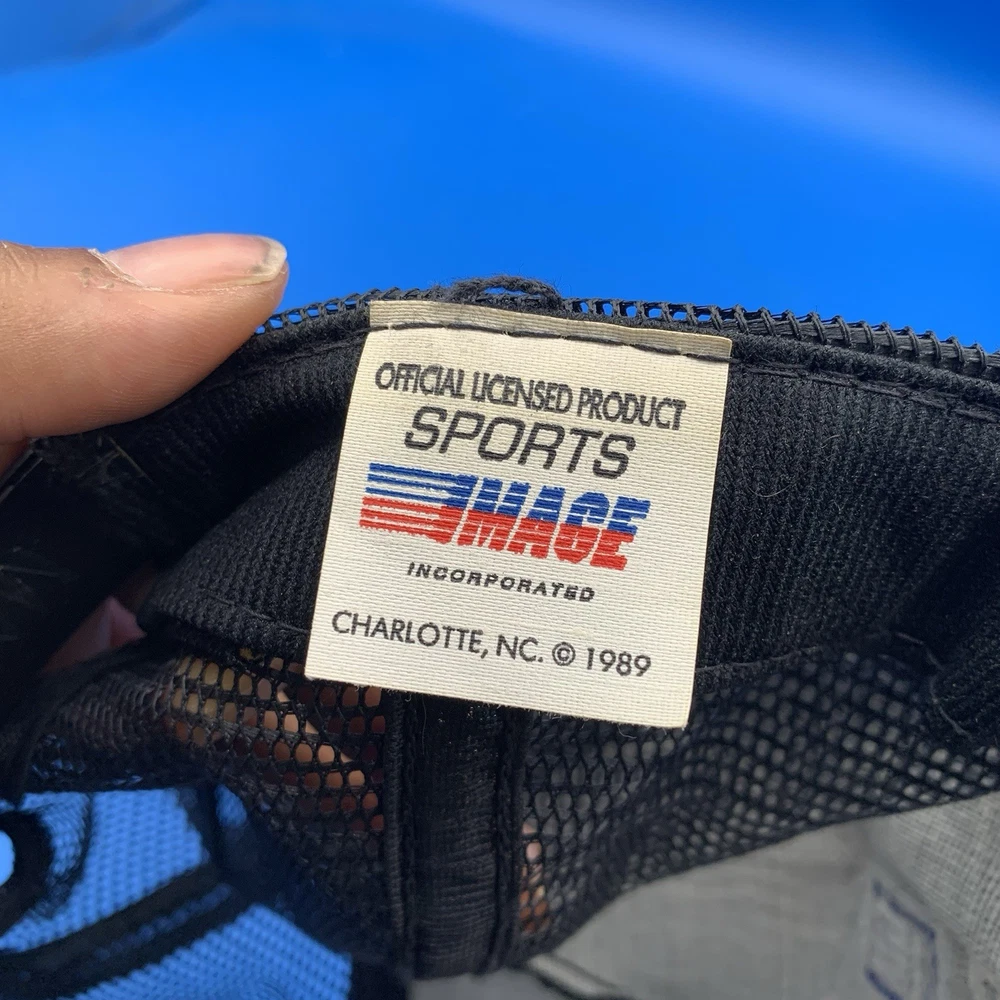 OFFICIAL LICENSED PRODUCT
SPORTS
IMAGE
INCORPORATED
CHARLOTTE, NC. © 1989